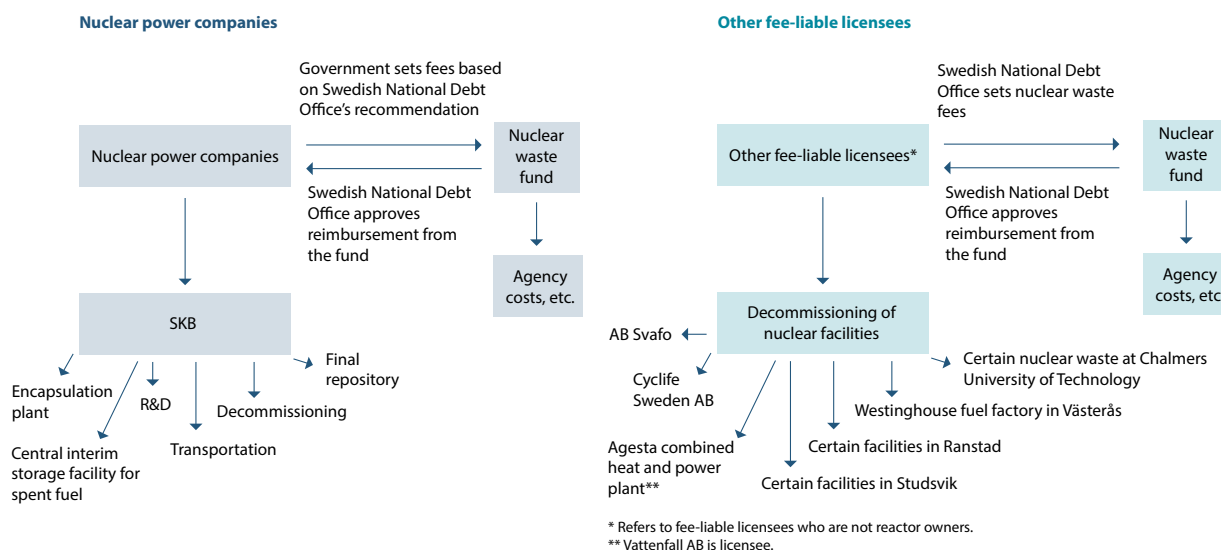 Nuclear power companies
Government sets fees based
on Swedish National Debt
Office's recommendation
Nuclear power companies
Nuclear
waste
fund
Swedish National Debt
Office approves
reimbursement from
the fund
Agency
costs, etc.
SKB
Encapsulation
plant
Central interim
storage facility for
spent fuel
R&D
Transportation
Decommissioning
Final
repository
Other fee-liable licensees
Swedish National Debt
Office sets nuclear waste
fees
Other fee-liable licensees*
Nuclear
waste
fund
Swedish National Debt
Office approves
reimbursement from
the fund
Agency
costs, etc
Decommissioning of
nuclear facilities
AB Svafo
Cyclife
Sweden AB
Agesta combined
heat and power
plant**
Certain facilities in Studsvik
Certain facilities in Ranstad
Westinghouse fuel factory in Västerås
Certain nuclear waste at Chalmers
University of Technology
* Refers to fee-liable licensees who are not reactor owners.
** Vattenfall AB is licensee.